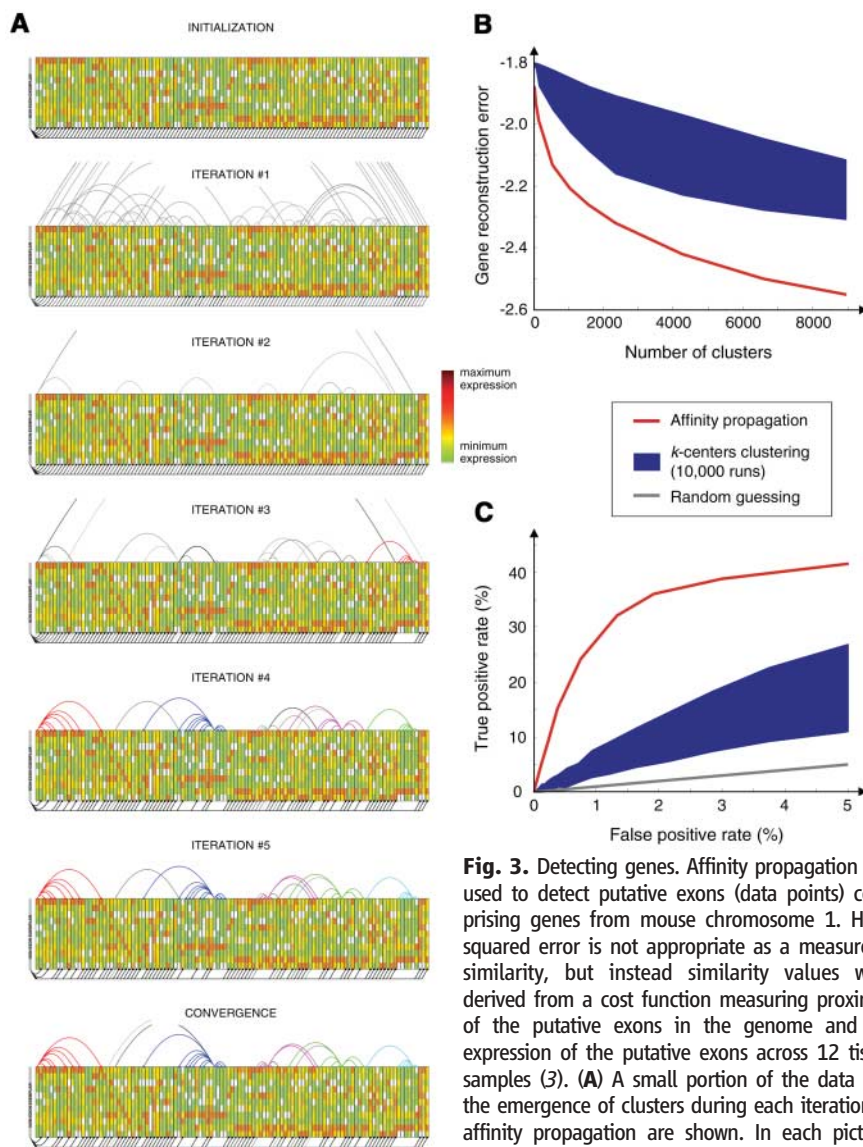 A
INITIALIZATION
ITERATION #1
ITERATION #2
maximum
expression
minimum
expression
ITERATION #3
ITERATION #4
ITERATION #5
CONVERGENCE
B
Gene reconstruction error
-1.8
-2.0
-2.2
-2.4
-2.6
0 2000 4000 6000 8000
Number of clusters
Affinity propagation
k-centers clustering
(10,000 runs)
Random guessing
C
True positive rate (%)
40
30
20
10
0
0 1 2 3 4 5
False positive rate (%)
Fig. 3. Detecting genes. Affinity propagation
used to detect putative exons (data points) co
prising genes from mouse chromosome 1. H
squared error is not appropriate as a measure
similarity, but instead similarity values w
derived from a cost function measuring proxin
of the putative exons in the genome and
expression of the putative exons across 12 tis
samples (3). (A) A small portion of the data
the emergence of clusters during each iteration
affinity propagation are shown. In each pict